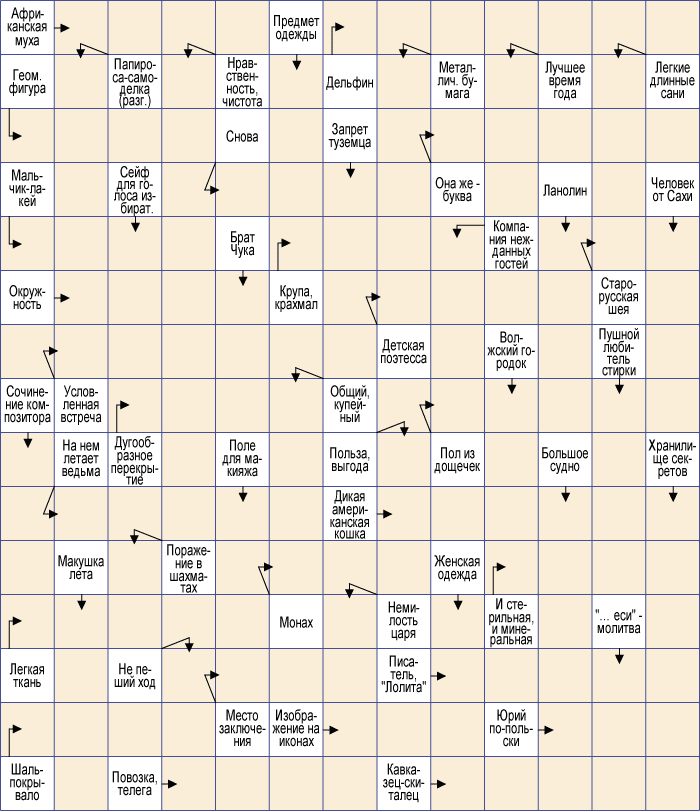 Афри-
канская
муха
Предмет
одежды
Геом.
фигура
Папиро-
са-само-
делка
(разг.)
Нрав-
ствен-
ность,
чистота
Дельфин
Метал-
лич. бу-
мага
Лучшее
время
года
Легкие
длинные
сани
Снова
Запрет
туземца
Маль-
чик-ла-
кей
Сейф
для го-
лоса из-
бират.
Она же -
буква
Ланолин
Человек
от Сахи
Брат
Чука
Компа-
ния неж-
данных
гостей
Окруж-
ность
Крупа,
крахмал
Старо-
русская
шея
Детская
поэтесса
Вол-
жский го-
родок
Пушной
люби-
тель
стирки
Сочине-
ние ком-
позитора
Услов-
ленная
встреча
Общий,
купей-
ный
На нем
летает
ведьма
Дугооб-
разное
перекры-
тие
Поле
для ма-
кияжа
Польза,
выгода
Пол из
дощечек
Большое
судно
Хранили-
ще сек-
ретов
Дикая
амери-
канская
кошка
Макушка
лета
Пораже-
ние в
шахма-
тах
Женская
одежда
Монах
Неми-
лость
царя
И сте-
рильная,
и мине-
ральная
"... еси" -
молитва
Легкая
ткань
Не пе-
ший ход
Писа-
тель,
"Лолита"
Место
заключе-
ния
Изобра-
жение на
иконах
Юрий
по-поль-
ски
Шаль-
покры-
вало
Повозка,
телега
Кавка-
зец-ски-
талец